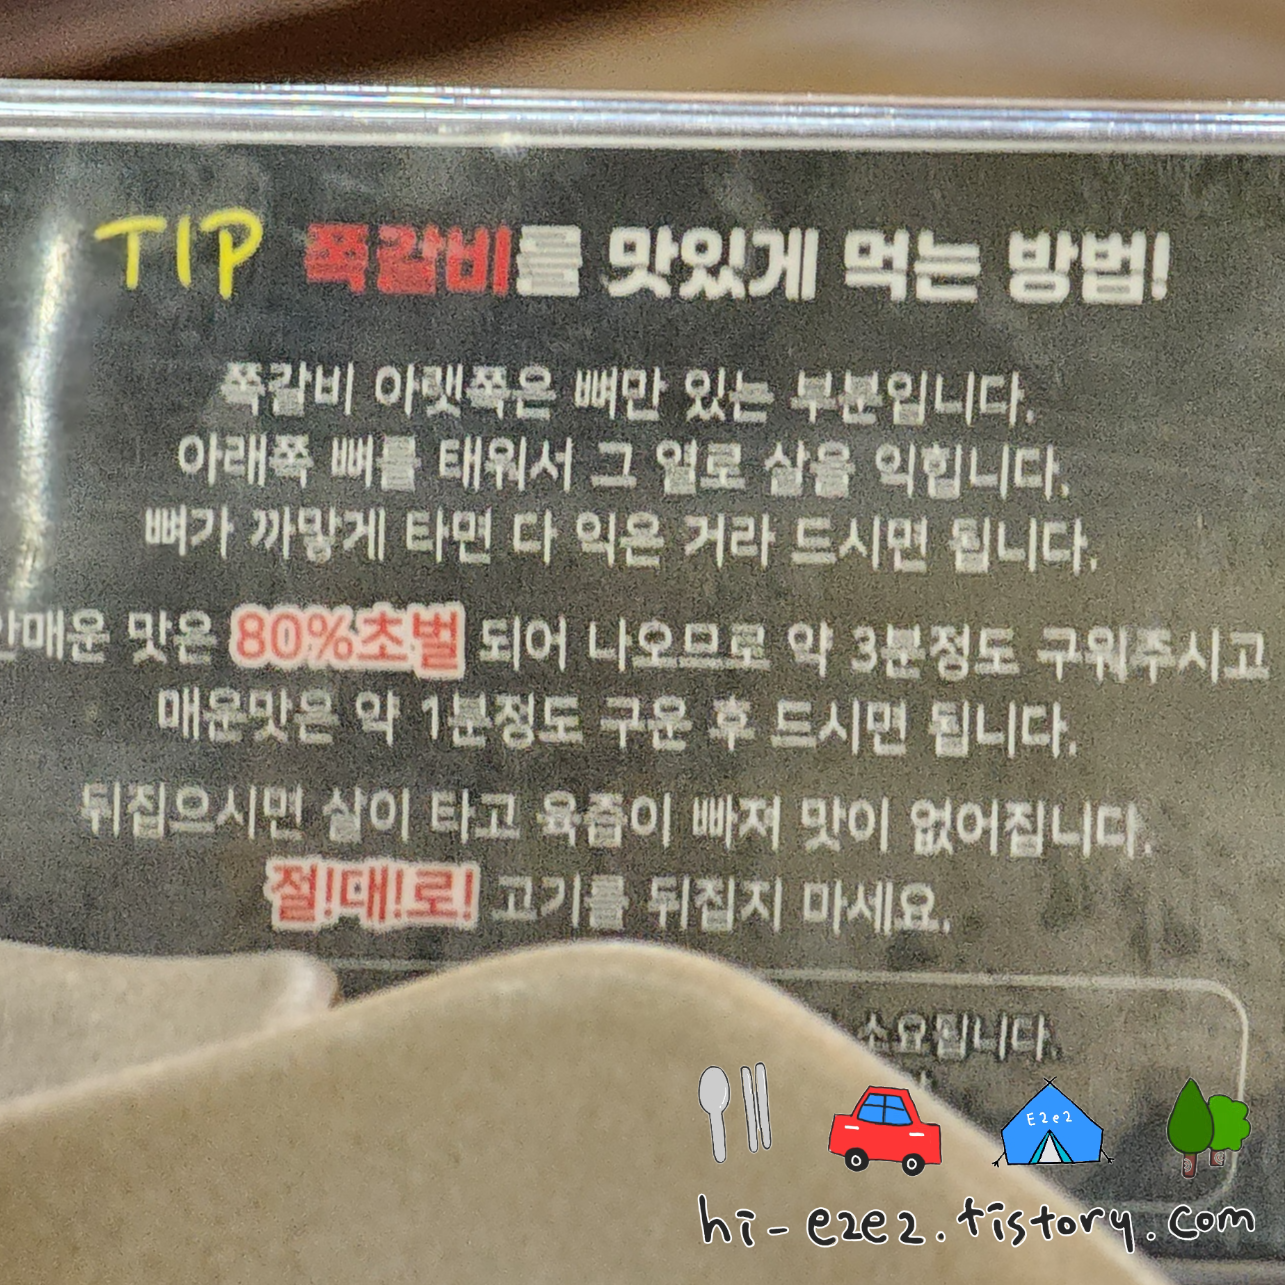 TIP 쪽갈비를 맛있게 먹는 방법!
쪽갈비 아랫쪽은 뼈만 있는 부분입니다.
아래쪽 뼈를 태워서 그 열로 살을 익힙니다.
뼈가 까맣게 타면 다 익은 거라 드시면 됩니다.
안매운 맛은 80%초벌 되어 나오므로 약 3분정도 구워주시고
매운맛은 약 1분정도 구운 후 드시면 됩니다.
뒤집으시면 살이 타고 육즙이 빠져 맛이 없어집니다.
절!대!로! 고기를 뒤집지 마세요.
소요됩니다.
E2e2
hi-e2e2.tistory.com